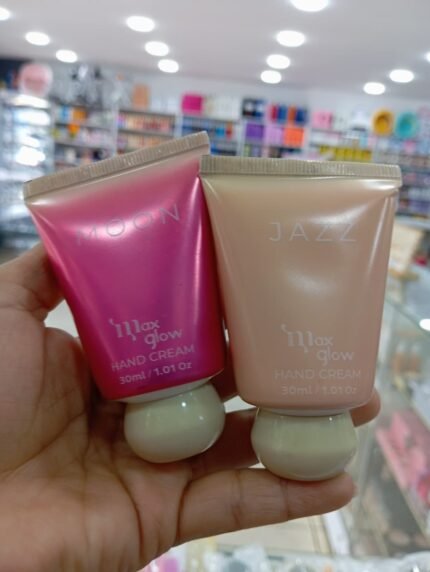 MOON
Max
glow
HAND CREAM
30ml / 1.01 Oz
JAZZ
Max
glow
HAND CREAM
30ml / 1.01 Oz